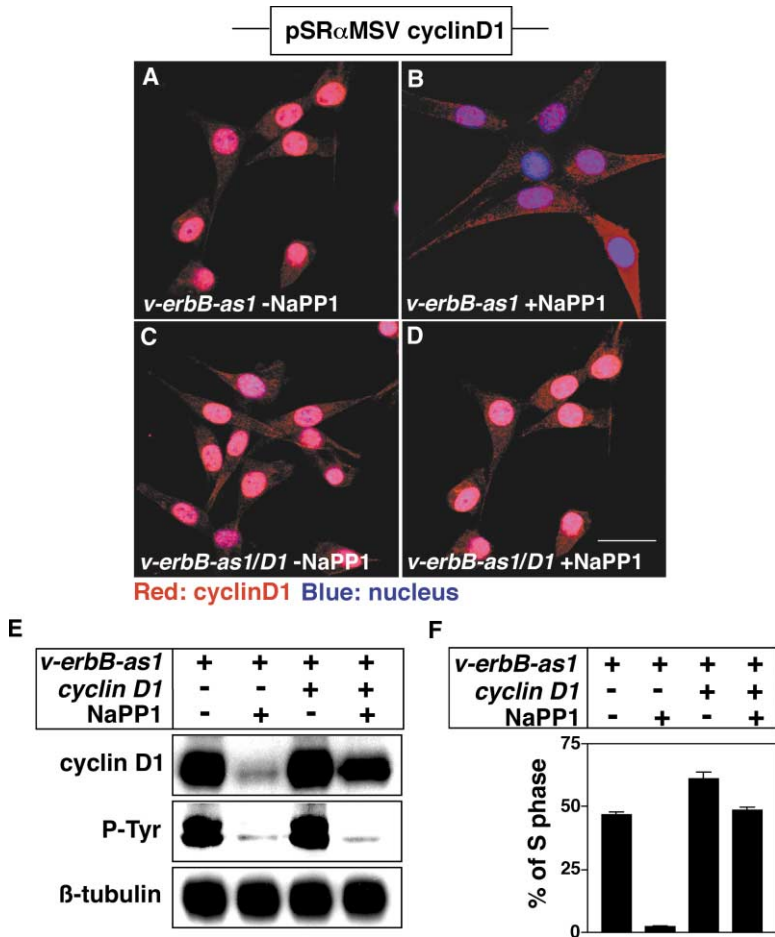 pSRαMSV cyclinD1
A
B
v-erbB-as1 -NaPP1
v-erbB-as1 +NaPP1
C
D
v-erbB-as1/D1 -NaPP1
v-erbB-as1/D1 +NaPP1
Red: cyclinD1 Blue: nucleus
E
v-erbB-as1 + + + +
cyclin D1 - - + +
NaPP1 - + - +
cyclin D1
P-Tyr
ß-tubulin
F
v-erbB-as1 + + + +
cyclin D1 - - + +
NaPP1 - + - +
% of S phase
75
50
25
0